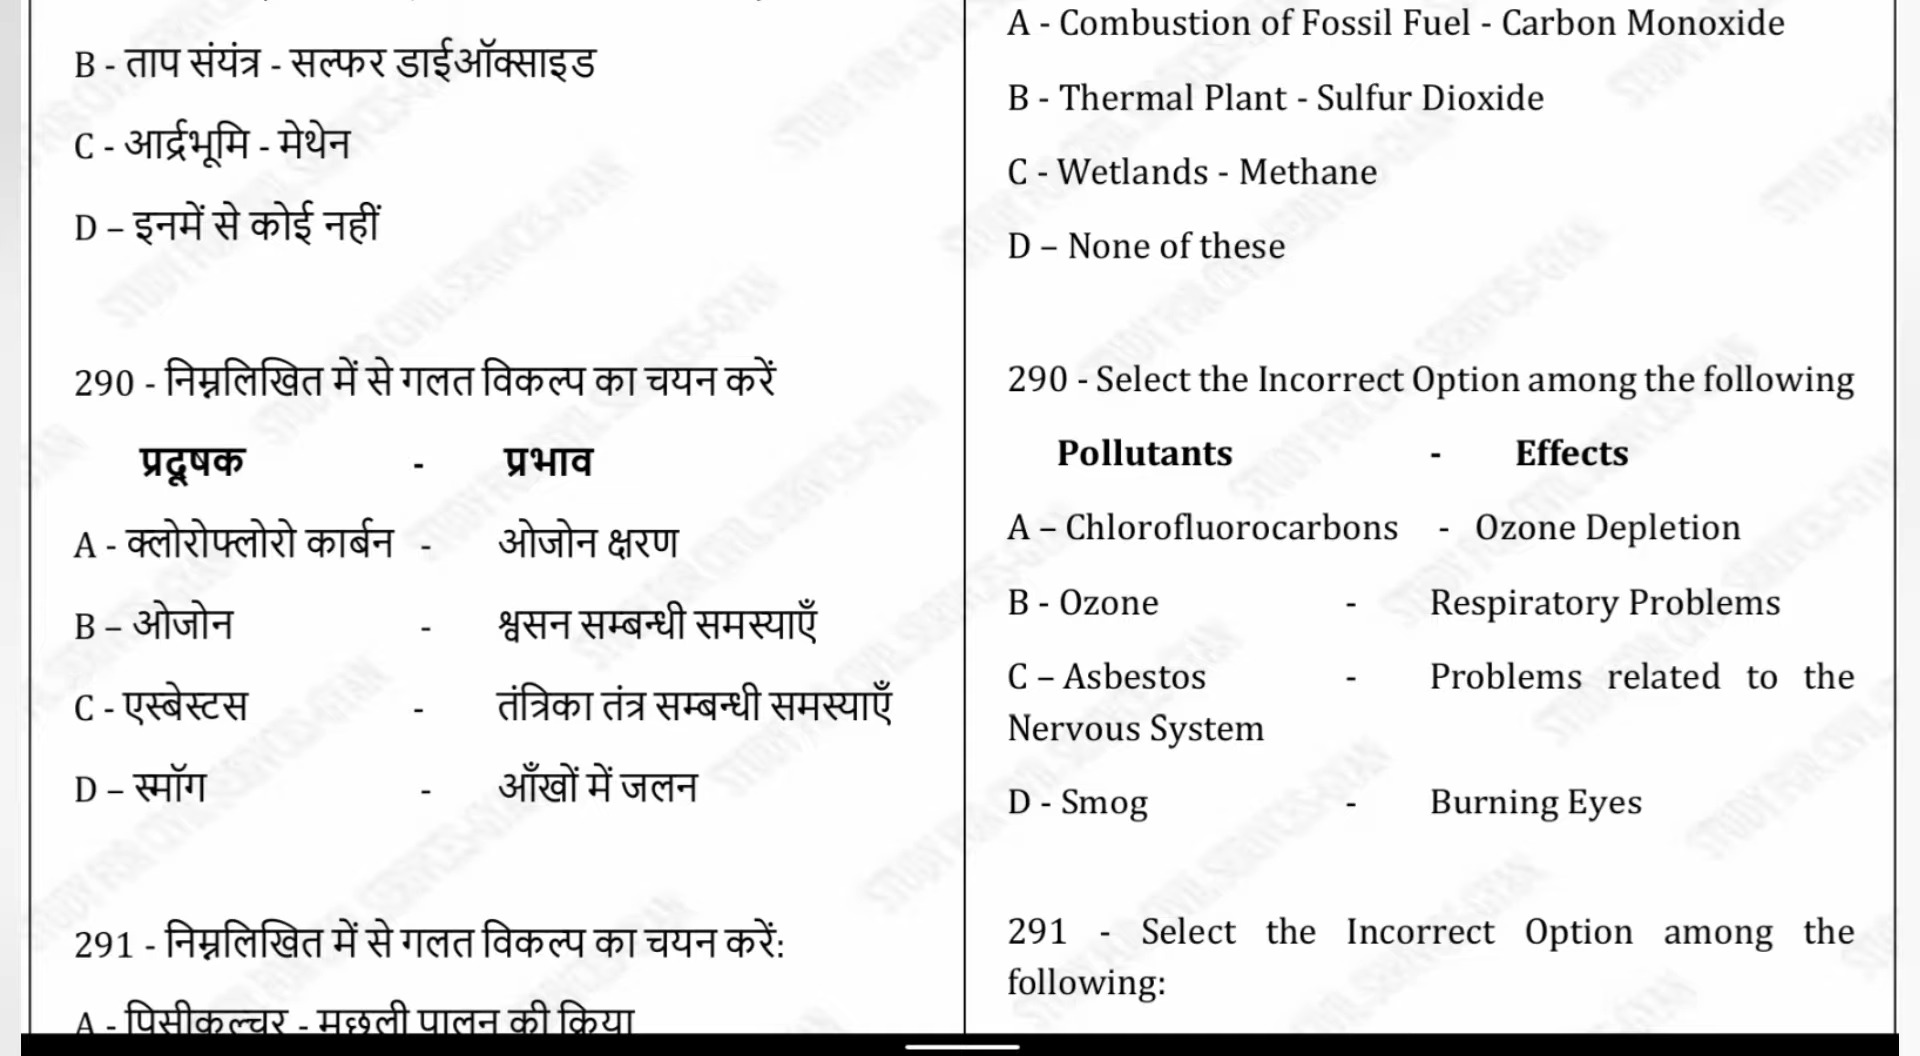 B - ताप संयंत्र - सल्फर डाईऑक्साइड
C - आर्द्रभूमि - मेथेन
D – इनमें से कोई नहीं
290 - निम्नलिखित में से गलत विकल्प का चयन करें
प्रदूषक - प्रभाव
A - क्लोरोफ्लोरो कार्बन - ओजोन क्षरण
B – ओजोन - श्वसन सम्बन्धी समस्याएँ
C - एस्बेस्टस - तंत्रिका तंत्र सम्बन्धी समस्याएँ
D – स्मॉग - आँखों में जलन
291 - निम्नलिखित में से गलत विकल्प का चयन करें:
A - पिसीकल्चर - मछली पालन की क्रिया
A - Combustion of Fossil Fuel - Carbon Monoxide
B - Thermal Plant - Sulfur Dioxide
C - Wetlands - Methane
D – None of these
290 - Select the Incorrect Option among the following
Pollutants - Effects
A – Chlorofluorocarbons - Ozone Depletion
B - Ozone - Respiratory Problems
C – Asbestos - Problems related to the
Nervous System
D - Smog - Burning Eyes
291 - Select the Incorrect Option among the
following: